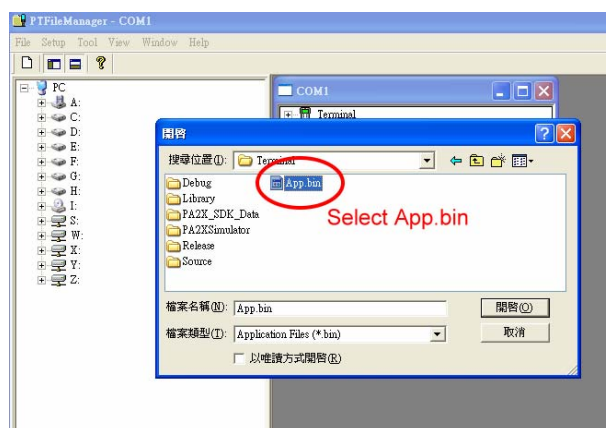 PTFileManager - COM1
File Setup Tool View Window Help
PC
A:
C:
D:
E:
F:
G:
H:
I:
S:
W:
X:
Y:
Z:
COM1
Terminal
開啓
搜尋位置(I): Terminal
Debug
Library
PA2X_SDK_Data
PA2XSimulator
Release
Source
App.bin
Select App.bin
檔案名稱(N): App.bin 開啓(O)
檔案類型(T): Application Files (*.bin) 取消
以唯讀方式開啓(R)